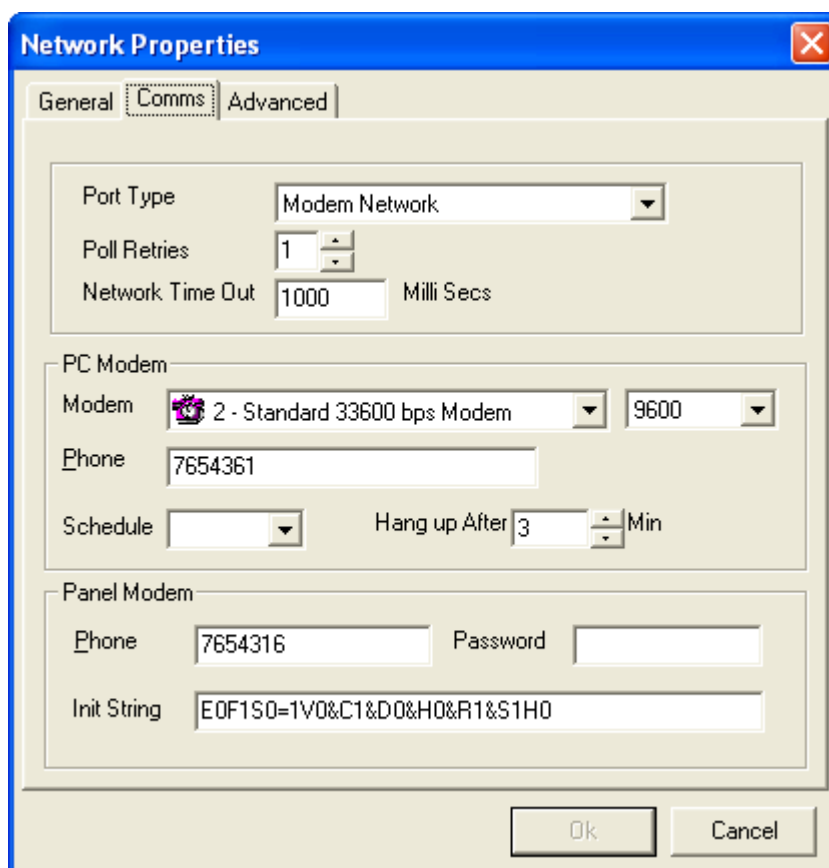 Network Properties
General Comms Advanced
Port Type Modem Network
Poll Retries 1
Network Time Out 1000 Milli Secs
PC Modem
Modem 2 - Standard 33600 bps Modem 9600
Phone 7654361
Schedule Hang up After 3 Min
Panel Modem
Phone 7654316 Password
Init String E0F1S0=1V0&C1&D0&H0&R1&S1H0
Ok Cancel